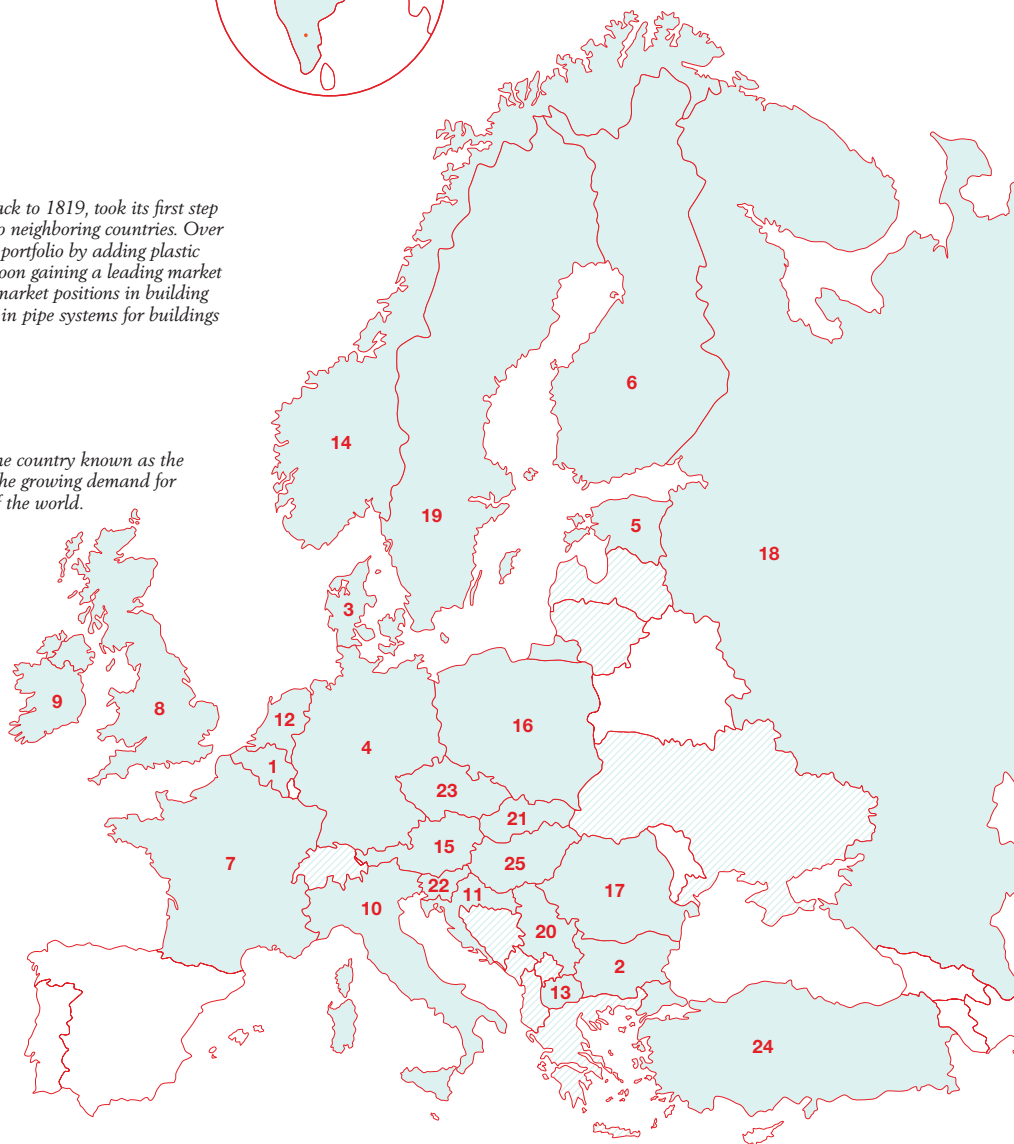 ack to 1819, took its first step
o neighboring countries. Over
portfolio by adding plastic
oon gaining a leading market
market positions in building
in pipe systems for buildings
ne country known as the
he growing demand for
f the world.
6
14
19
5
18
3
9
8
12
16
4
1
23
21
15
7
25
22
11
17
10
20
2
13
24